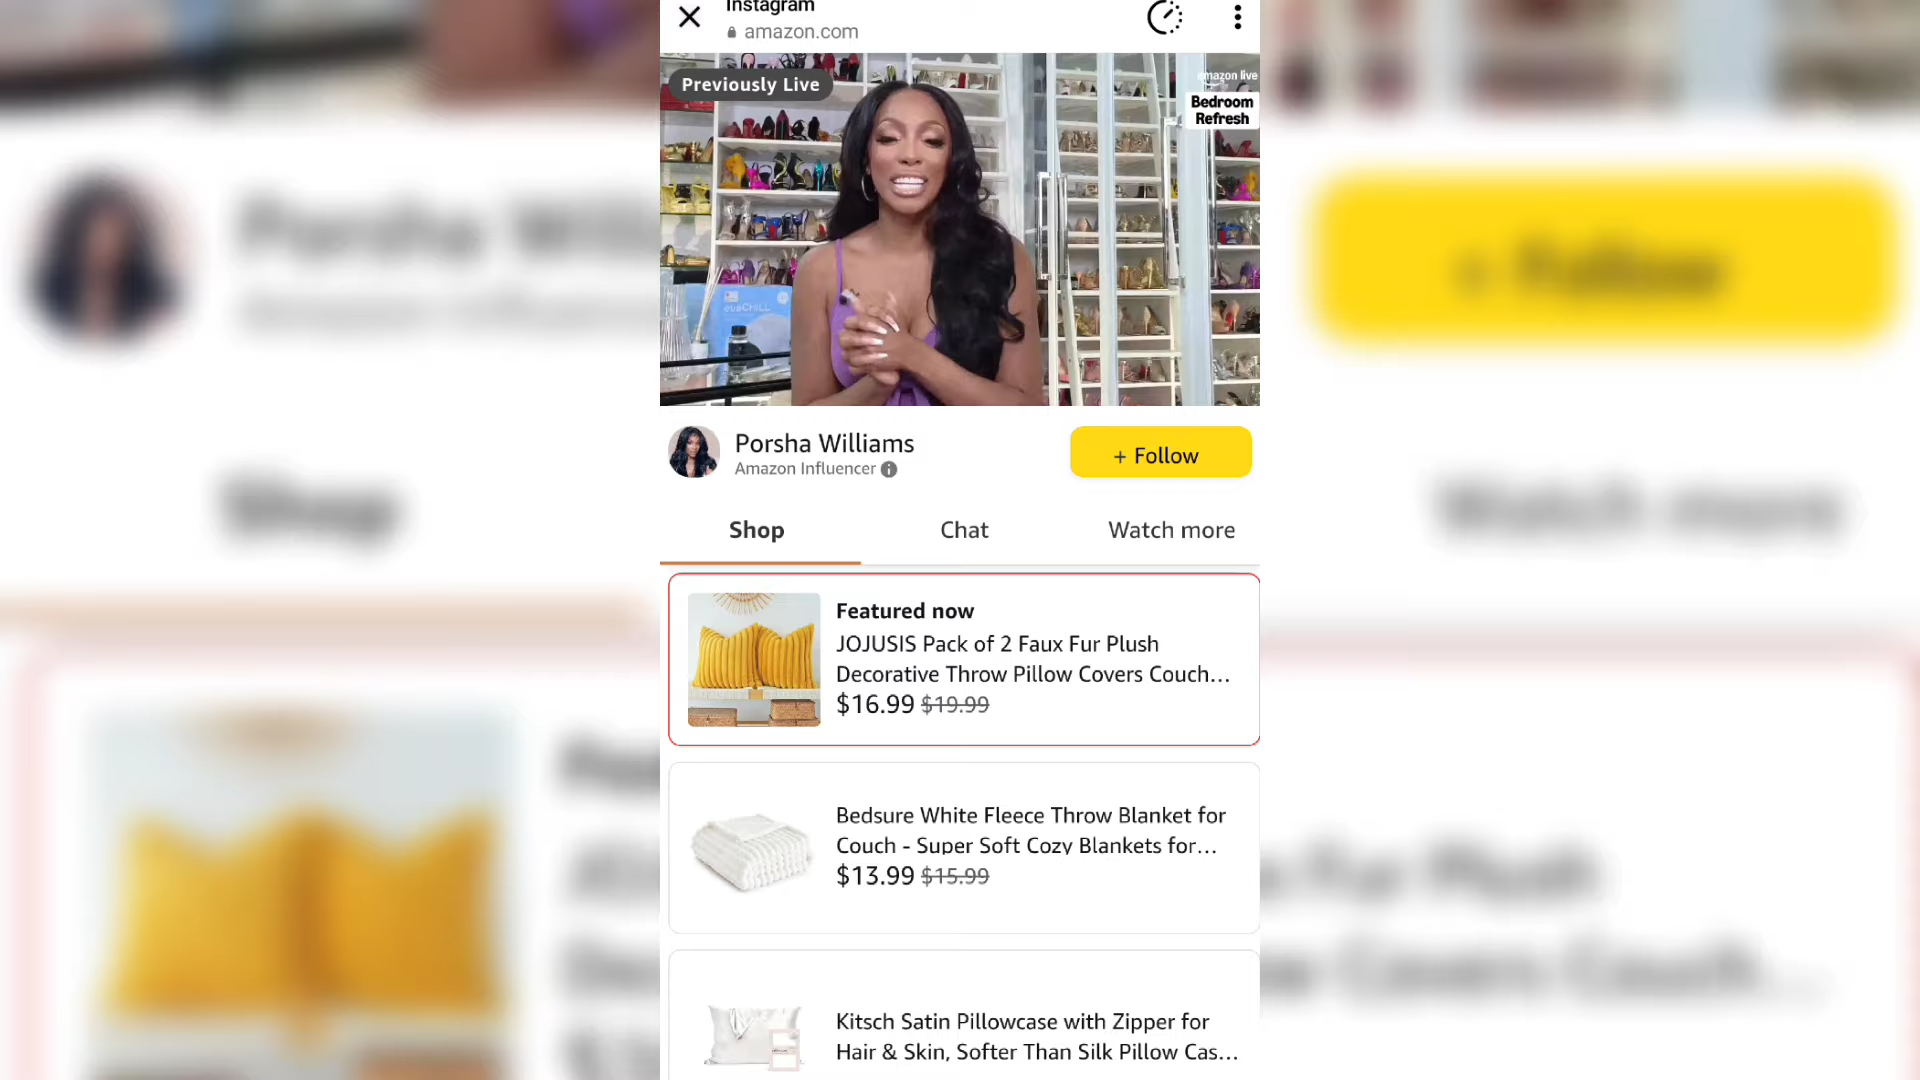 Instagram
amazon.com
Previously Live
amazon live
Bedroom
Refresh
evaCHILL
Porsha Williams
Amazon Influencer
+ Follow
Shop
Chat
Watch more
Featured now
JOJUSIS Pack of 2 Faux Fur Plush
Decorative Throw Pillow Covers Couch...
$16.99 $19.99
Bedsure White Fleece Throw Blanket for
Couch - Super Soft Cozy Blankets for...
$13.99 $15.99
Kitsch Satin Pillowcase with Zipper for
Hair & Skin, Softer Than Silk Pillow Cas...